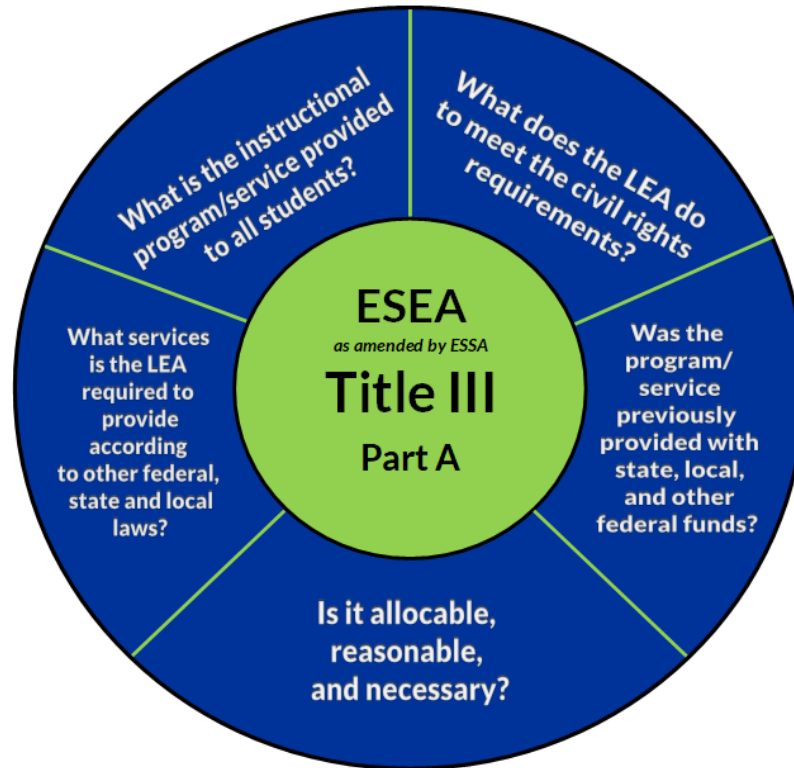 What is the instructional
program/service provided
to all students?
What does the LEA do
to meet the civil rights
requirements?
What services
is the LEA
required to
provide
according
to other federal,
state and local
laws?
ESEA
as amended by ESSA
Title III
Part A
Was the
program/
service
previously
provided with
state, local,
and other
federal funds?
Is it allocable,
reasonable,
and necessary?